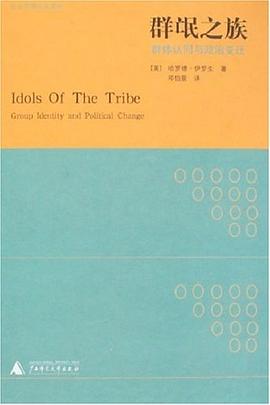 群氓之族
群体认同与政治变迁
[美] 哈罗德·伊罗生 著
邓伯宸 译
Idols Of The Tribe
Group Identity and Political Change
广西师范大学出版社